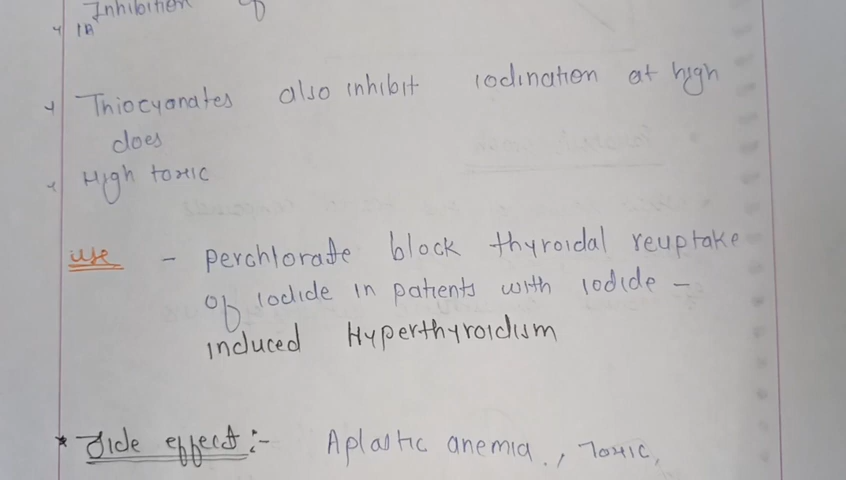 Inhibition of
Thiocyanates also inhibit iodination at high
does
High toxic
use - perchlorate block thyroidal reuptake
of iodide in patients with iodide -
induced Hyperthyroidism
* Side effect :- Aplastic anemia., Toxic,